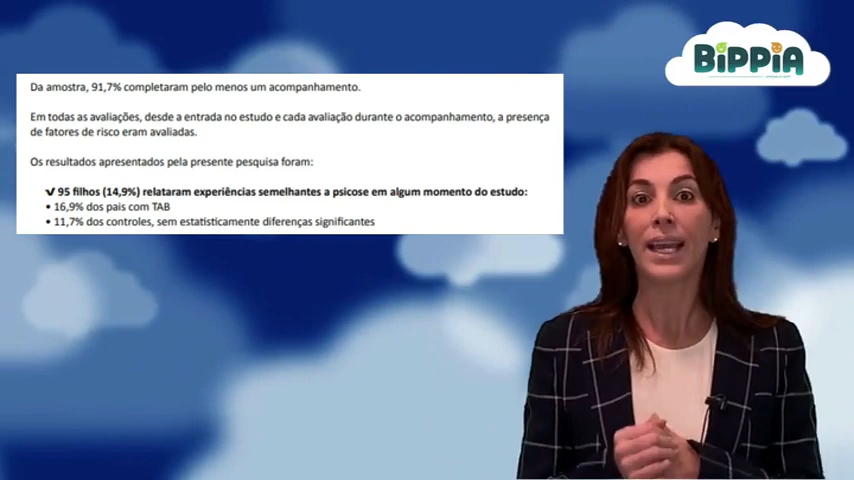 BiPPiA
Da amostra, 91,7% completaram pelo menos um acompanhamento.
Em todas as avaliações, desde a entrada no estudo e cada avaliação durante o acompanhamento, a presença
de fatores de risco eram avaliadas.
Os resultados apresentados pela presente pesquisa foram:
✔ 95 filhos (14,9%) relataram experiências semelhantes a psicose em algum momento do estudo:
• 16,9% dos pais com TAB
• 11,7% dos controles, sem estatisticamente diferenças significantes